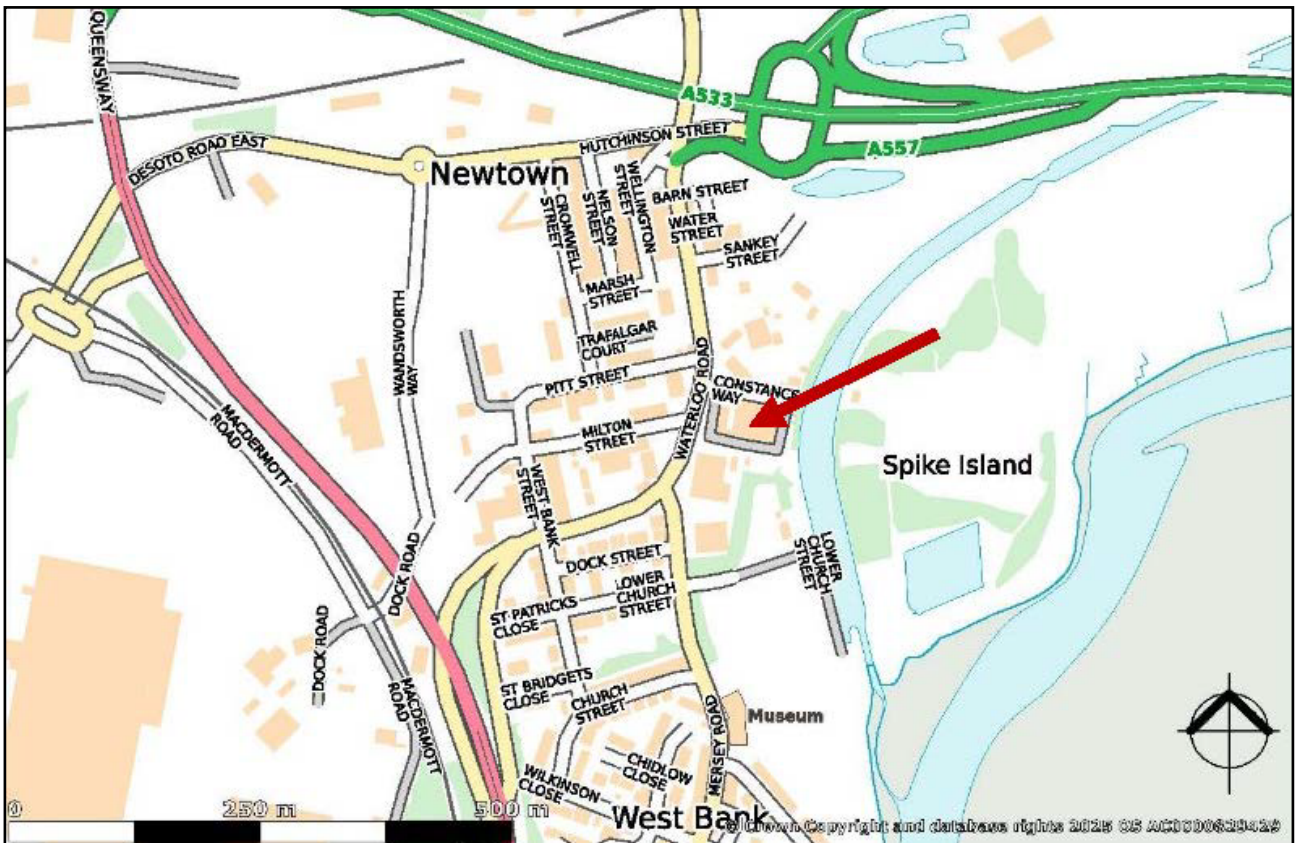 QUEENSWAY
A533
HUTCHINSON STREET
DESOTO ROAD EAST
A557
Newtown
CROMWELL
STREET
NELSON
STREET
WELLINGTON
STREET
BARN STREET
WATER
STREET
SANKEY
STREET
MARSH
STREET
WANDSWORTH
WAY
TRAFALGAR
COURT
PITT STREET
WATERLOO ROAD
CONSTANCE
WAY
MACDERMOTT
ROAD
MILTON
STREET
Spike Island
WEST BANK
STREET
DOCK ROAD
DOCK STREET
LOWER
CHURCH
STREET
LOWER
CHURCH
STREET
ST PATRICKS
CLOSE
DOCK ROAD
ST BRIDGETS
CLOSE
CHURCH
STREET
MACDERMOTT
ROAD
MERSEY ROAD
Museum
CHIDLOW
CLOSE
WILKINSON
CLOSE
West Bank
0 250 m 500 m
© Crown Copyright and database rights 2025 OS AC0000829429